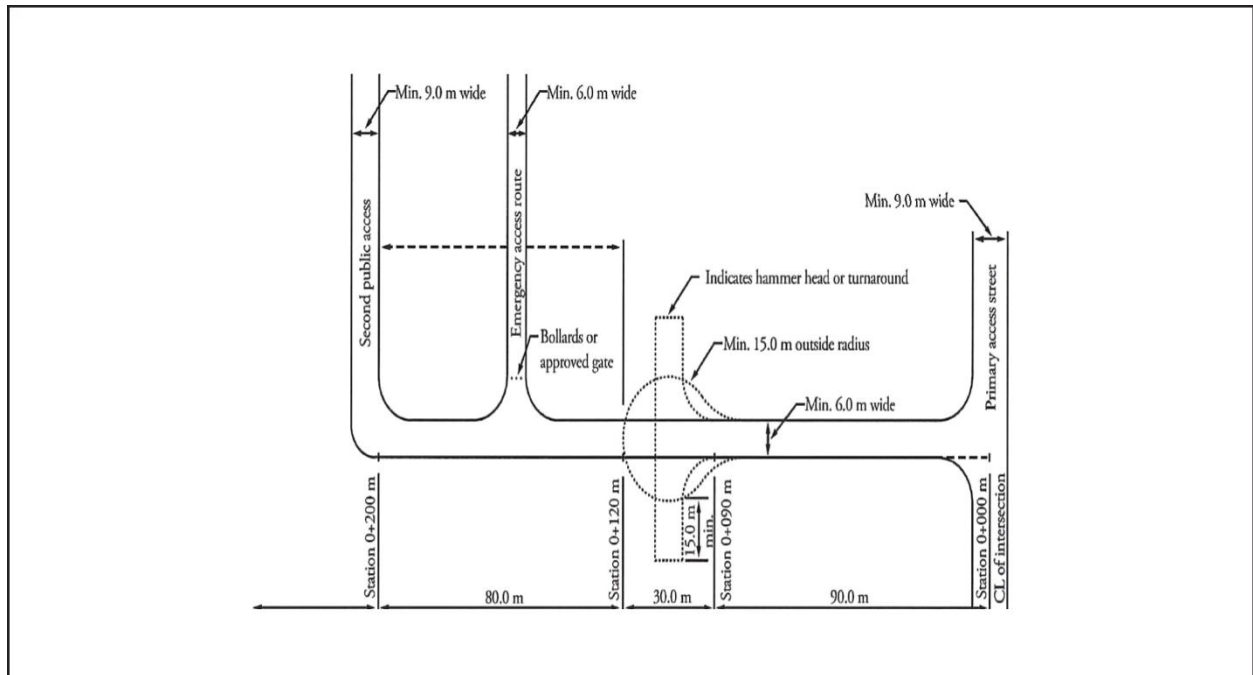 Min. 9.0 m wide
Min. 6.0 m wide
Min. 9.0 m wide
Second public access
Emergency access route
Primary access street
Indicates hammer head or turnaround
Min. 15.0 m outside radius
Bollards or
approved gate
Min. 6.0 m wide
15.0 m
min.
Station 0+200 m
Station 0+120 m
Station 0+090 m
Station 0+000 m
CL of intersection
80.0 m
30.0 m
90.0 m